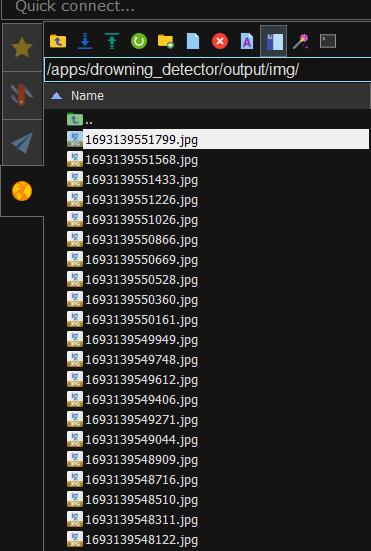 Quick connect...
/apps/drowning_detector/output/img/
Name
..
1693139551799.jpg
1693139551568.jpg
1693139551433.jpg
1693139551226.jpg
1693139551026.jpg
1693139550866.jpg
1693139550669.jpg
1693139550528.jpg
1693139550360.jpg
1693139550161.jpg
1693139549949.jpg
1693139549748.jpg
1693139549612.jpg
1693139549406.jpg
1693139549271.jpg
1693139549044.jpg
1693139548909.jpg
1693139548716.jpg
1693139548510.jpg
1693139548311.jpg
1693139548122.jpg